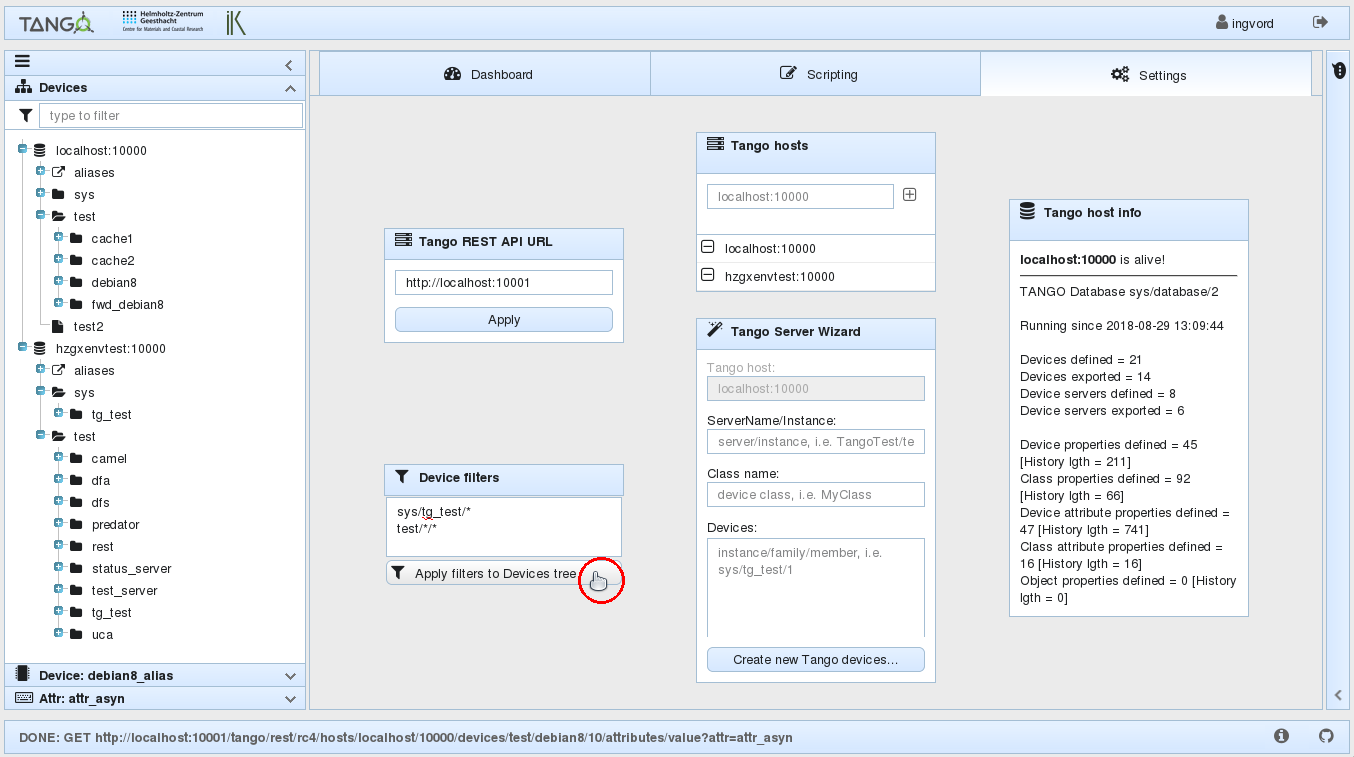 TANGO
Helmholtz-Zentrum
Geesthacht
Center for Materials and Coastal Research
iK
ingvord
Devices
type to filter
localhost:10000
aliases
sys
test
cache1
cache2
debian8
fwd_debian8
test2
hzgxenvtest:10000
aliases
sys
tg_test
test
camel
dfa
dfs
predator
rest
status_server
test_server
tg_test
uca
Device: debian8_alias
Attr: attr_asyn
Dashboard
Scripting
Settings
Tango REST API URL
http://localhost:10001
Apply
Device filters
sys/tg_test/*
test/*/*
Apply filters to Devices tree
Tango hosts
localhost:10000
localhost:10000
hzgxenvtest:10000
Tango Server Wizard
Tango host:
localhost:10000
ServerName/Instance:
server/instance, i.e. TangoTest/te
Class name:
device class, i.e. MyClass
Devices:
instance/family/member, i.e.
sys/tg_test/1
Create new Tango devices...
Tango host info
localhost:10000 is alive!
TANGO Database sys/database/2
Running since 2018-08-29 13:09:44
Devices defined = 21
Devices exported = 14
Device servers defined = 8
Device servers exported = 6
Device properties defined = 45
[History lgth = 211]
Class properties defined = 92
[History lgth = 66]
Device attribute properties defined =
47 [History lgth = 741]
Class attribute properties defined =
16 [History lgth = 16]
Object properties defined = 0 [History
lgth = 0]
DONE: GET http://localhost:10001/tango/rest/rc4/hosts/localhost/10000/devices/test/debian8/10/attributes/value?attr=attr_asyn